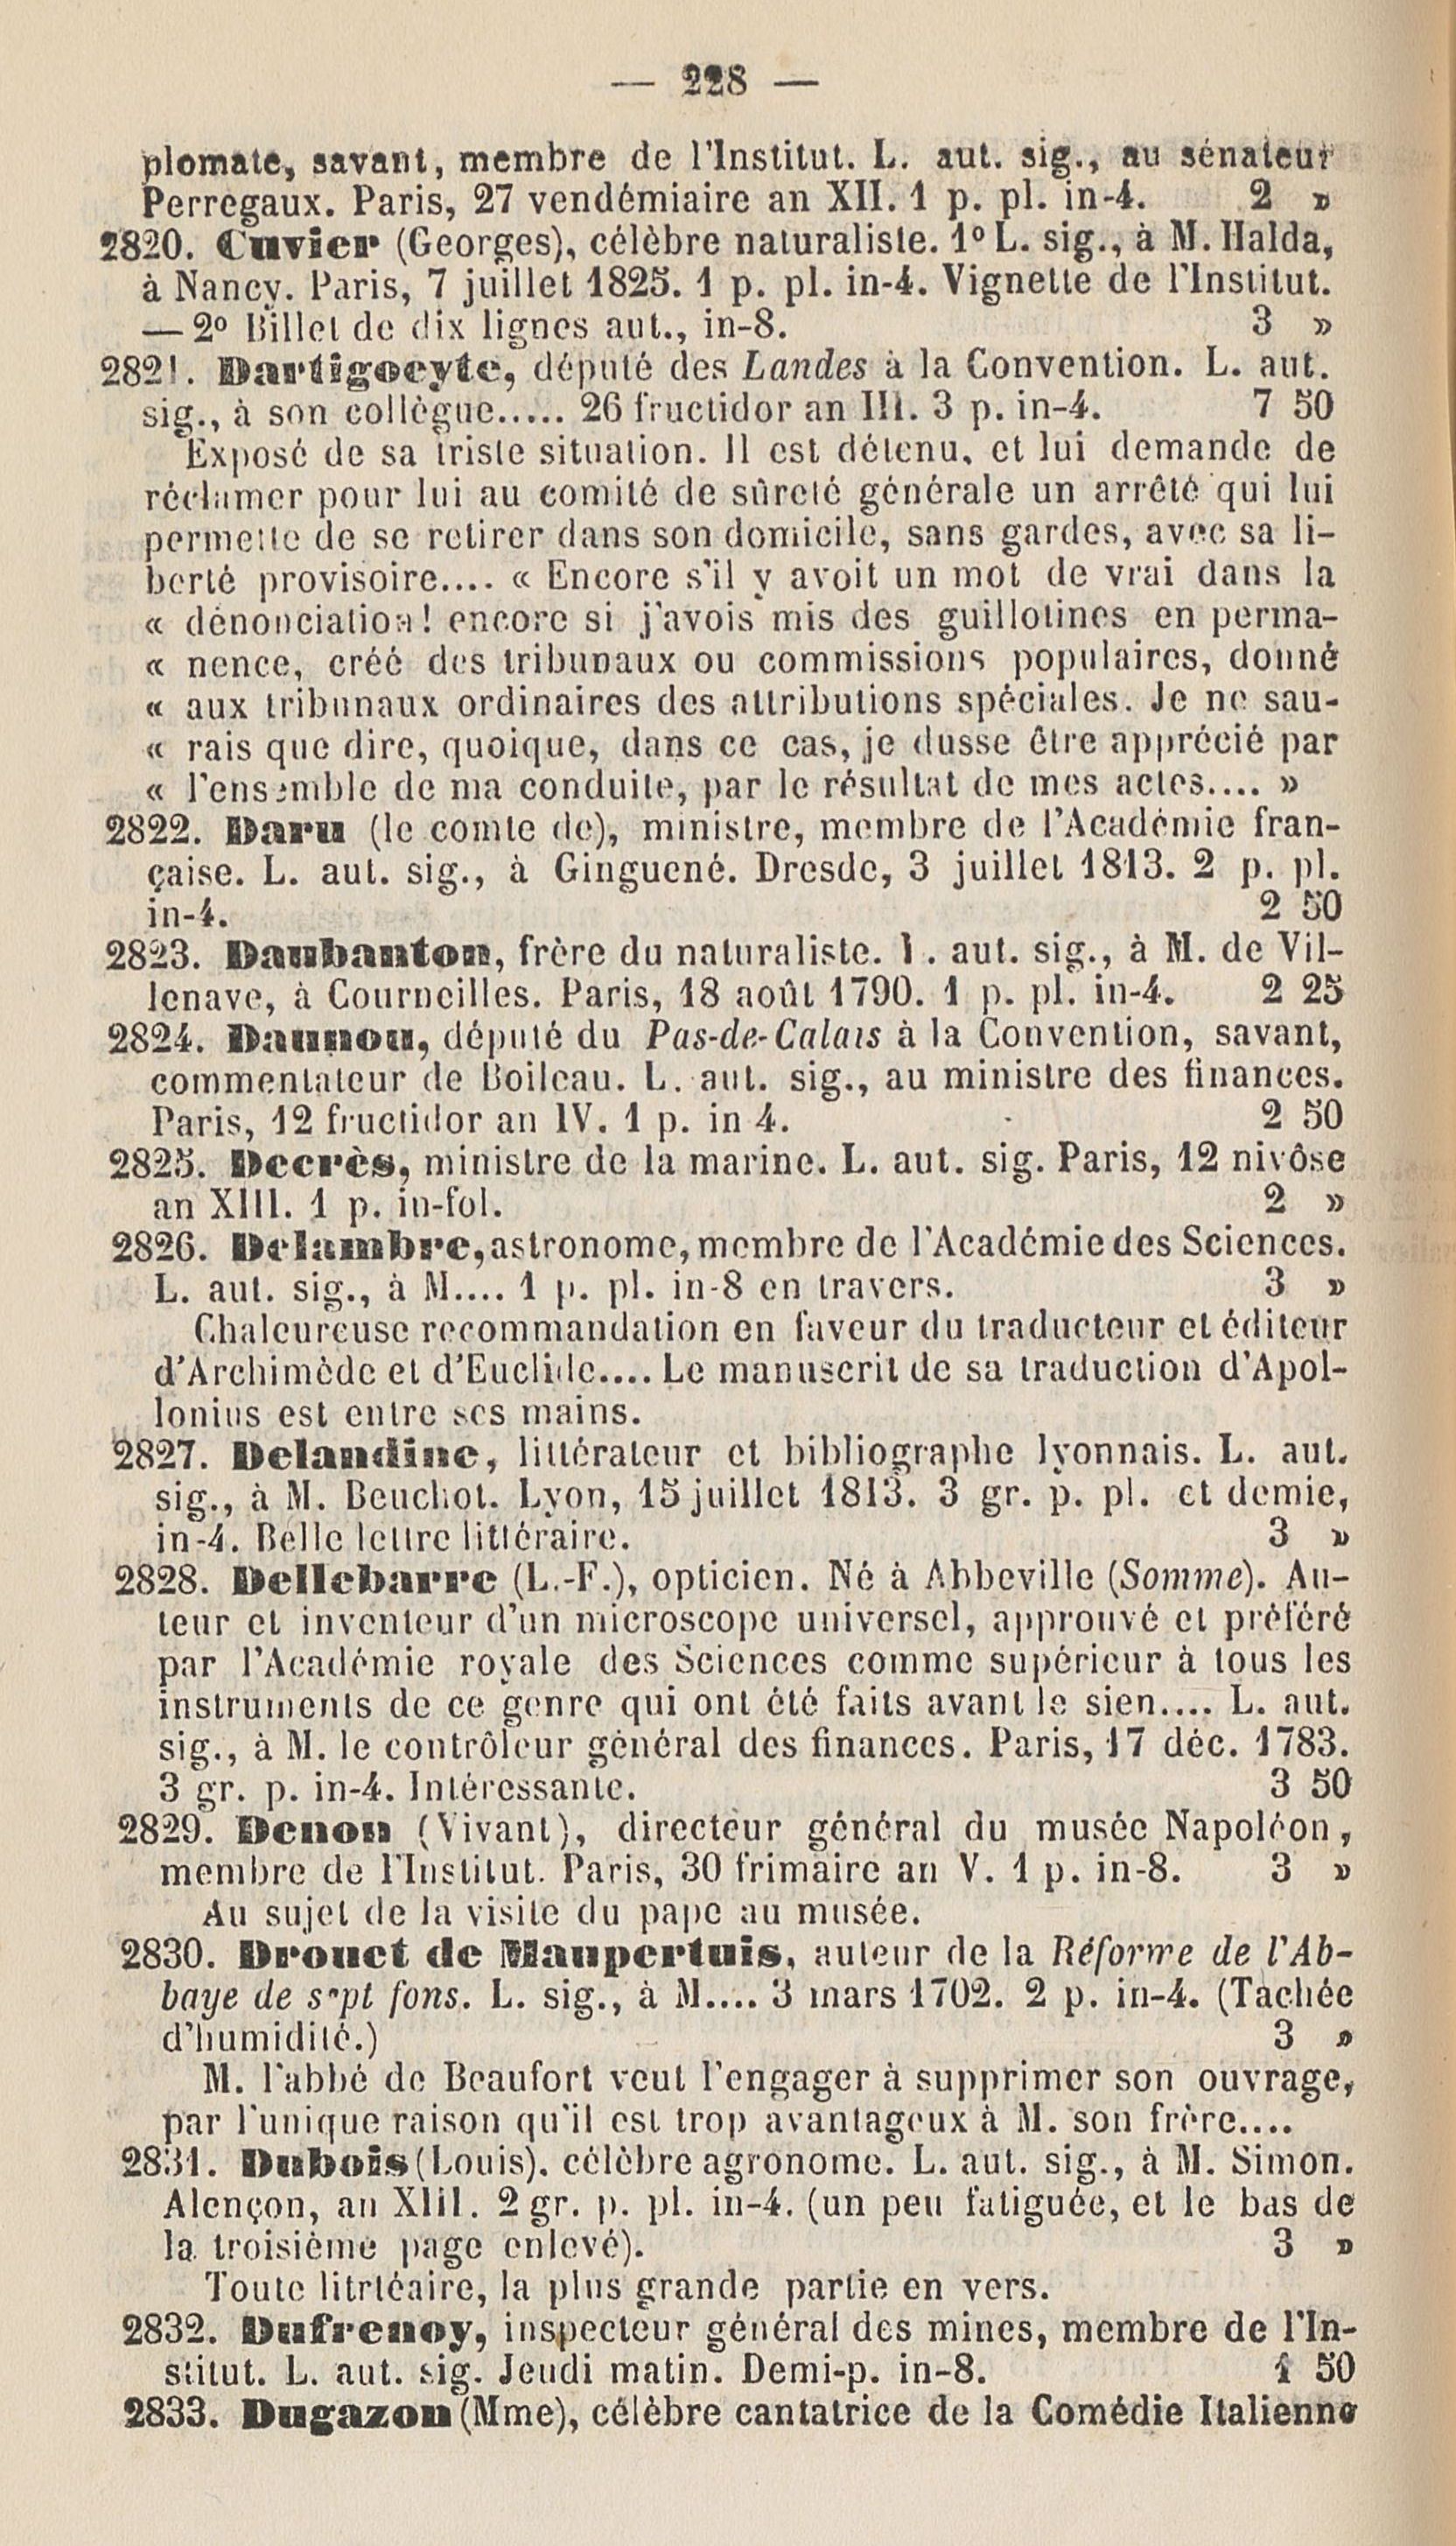 — 228 —
plomate, savant, membre de l'Institut. L. aut. sig., au sénateur
Perregaux. Paris, 27 vendémiaire an XII. 1 p. pl. in-4. 2 »
2820. Cuvier (Georges), célèbre naturaliste. 1º L. sig., à M. Halda,
à Nancy. Paris, 7 juillet 1825. 1 p. pl. in-4. Vignette de l'Institut.
— 2º Billet de dix lignes aut., in-8. 3 »
2821. Dartigoeyte, député des Landes à la Convention. L. aut.
sig., à son collègue..... 26 fructidor an III. 3 p. in-4. 7 50
Exposé de sa triste situation. Il est détenu, et lui demande de
réclamer pour lui au comité de sûreté générale un arrêté qui lui
permette de se retirer dans son domicile, sans gardes, avec sa li-
berté provisoire.... « Encore s'il y avoit un mot de vrai dans la
« dénonciation! encore si j'avois mis des guillotines en perma-
« nence, créé des tribunaux ou commissions populaires, donné
« aux tribunaux ordinaires des attributions spéciales. Je ne sau-
« rais que dire, quoique, dans ce cas, je dusse être apprécié par
« l'ensemble de ma conduite, par le résultat de mes actes.... »
2822. Daru (le comte de), ministre, membre de l'Académie fran-
çaise. L. aut. sig., à Ginguené. Dresde, 3 juillet 1813. 2 p. pl.
in-4. 2 50
2823. Daubanton, frère du naturaliste. L. aut. sig., à M. de Vil-
lenave, à Courneilles. Paris, 18 août 1790. 1 p. pl. in-4. 2 25
2824. Daunou, député du Pas-de-Calais à la Convention, savant,
commentateur de Boileau. L. aut. sig., au ministre des finances.
Paris, 12 fructidor an IV. 1 p. in 4. 2 50
2825. Decrès, ministre de la marine. L. aut. sig. Paris, 12 nivôse
an XIII. 1 p. in-fol. 2 »
2826. Delambre, astronome, membre de l'Académie des Sciences.
L. aut. sig., à M.... 1 p. pl. in-8 en travers. 3 »
Chaleureuse recommandation en faveur du traducteur et éditeur
d'Archimède et d'Euclide.... Le manuscrit de sa traduction d'Apol-
lonius est entre ses mains.
2827. Delandine, littérateur et bibliographe lyonnais. L. aut.
sig., à M. Beuchot. Lyon, 15 juillet 1813. 3 gr. p. pl. et demie,
in-4. Belle lettre littéraire. 3 »
2828. Dellebarre (L.-F.), opticien. Né à Abbeville (Somme). Au-
teur et inventeur d'un microscope universel, approuvé et préféré
par l'Académie royale des Sciences comme supérieur à tous les
instruments de ce genre qui ont été faits avant le sien.... L. aut.
sig., à M. le contrôleur général des finances. Paris, 17 déc. 1783.
3 gr. p. in-4. Intéressante. 3 50
2829. Denon (Vivant), directeur général du musée Napoléon,
membre de l'Institut. Paris, 30 frimaire an V. 1 p. in-8. 3 »
Au sujet de la visite du pape au musée.
2830. Drouet de Maupertuis, auteur de la Réforme de l'Ab-
baye de sept fons. L. sig., à M.... 3 mars 1702. 2 p. in-4. (Tachée
d'humidité.) 3 »
M. l'abbé de Beaufort veut l'engager à supprimer son ouvrage,
par l'unique raison qu'il est trop avantageux à M. son frère....
2831. Dubois (Louis), célèbre agronome. L. aut. sig., à M. Simon.
Alençon, an XIII. 2 gr. p. pl. in-4. (un peu fatiguée, et le bas de
la troisième page enlevé). 3 »
Toute litrtéaire, la plus grande partie en vers.
2832. Dufrenoy, inspecteur général des mines, membre de l'In-
stitut. L. aut. sig. Jeudi matin. Demi-p. in-8. 1 50
2833. Dugazon (Mme), célèbre cantatrice de la Comédie Italienne